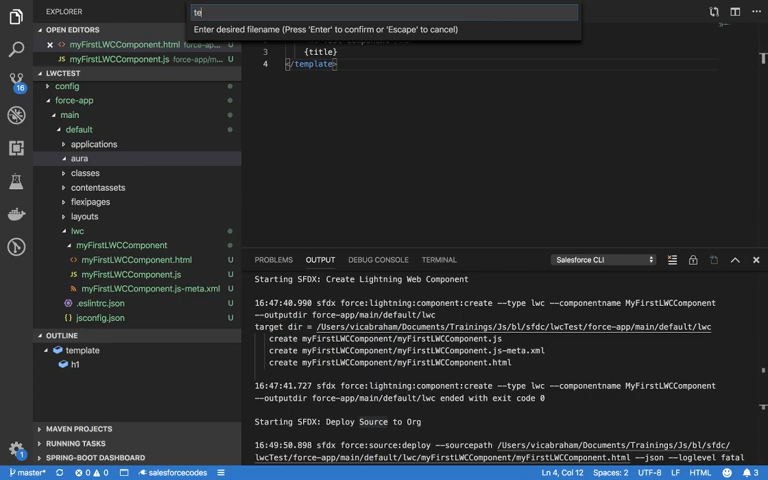 EXPLORER
te
Enter desired filename (Press 'Enter' to confirm or 'Escape' to cancel)
OPEN EDITORS
myFirstLWCComponent.html force-ap...
myFirstLWCComponent.js force-app/m...
3 {title}
4 </template>
LWCTEST
config
force-app
main
default
applications
aura
classes
contentassets
flexipages
layouts
lwc
myFirstLWCComponent
myFirstLWCComponent.html U
myFirstLWCComponent.js U
myFirstLWCComponent.js-meta.xml U
.eslintrc.json U
jsconfig.json U
OUTLINE
template
h1
MAVEN PROJECTS
RUNNING TASKS
SPRING-BOOT DASHBOARD
16
1
PROBLEMS OUTPUT DEBUG CONSOLE TERMINAL Salesforce CLI
Starting SFDX: Create Lightning Web Component
16:47:40.990 sfdx force:lightning:component:create --type lwc --componentname MyFirstLWCComponent
--outputdir force-app/main/default/lwc
target dir = /Users/vicabraham/Documents/Trainings/Js/bl/sfdc/lwcTest/force-app/main/default/lwc
create myFirstLWCComponent/myFirstLWCComponent.js
create myFirstLWCComponent/myFirstLWCComponent.js-meta.xml
create myFirstLWCComponent/myFirstLWCComponent.html
16:47:41.727 sfdx force:lightning:component:create --type lwc --componentname MyFirstLWCComponent
--outputdir force-app/main/default/lwc ended with exit code 0
Starting SFDX: Deploy Source to Org
16:49:50.898 force:source:deploy --sourcepath /Users/vicabraham/Documents/Trainings/Js/bl/sfdc/
lwcTest/force-app/main/default/lwc/myFirstLWCComponent/myFirstLWCComponent.html --json --loglevel fatal
master* 0 0 salesforcecodes Ln 4, Col 12 Spaces: 2 UTF-8 LF HTML 3